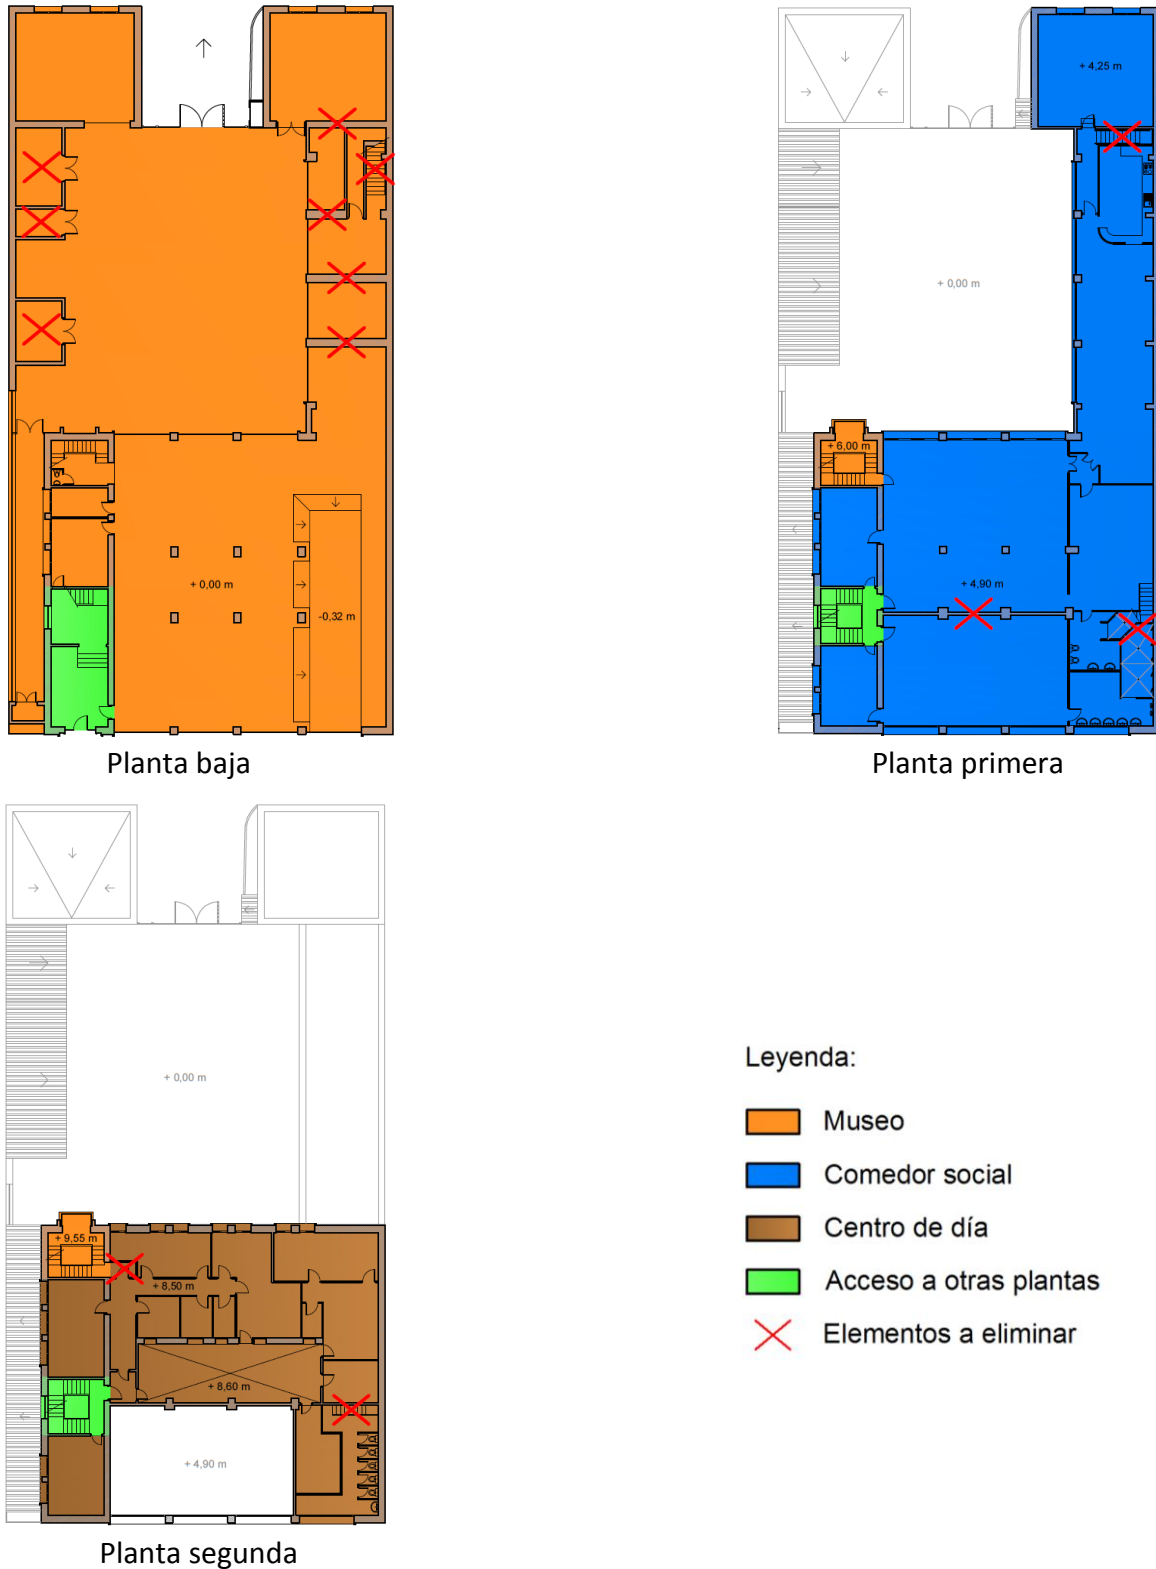 + 4,25 m
+ 0,00 m
+ 6,00 m
+ 0,00 m
-0,32 m
+ 4,90 m
Planta baja
Planta primera
+ 0,00 m
+ 9,55 m
+ 8,50 m
+ 8,60 m
+ 4,90 m
Planta segunda
Leyenda:
Museo
Comedor social
Centro de día
Acceso a otras plantas
Elementos a eliminar